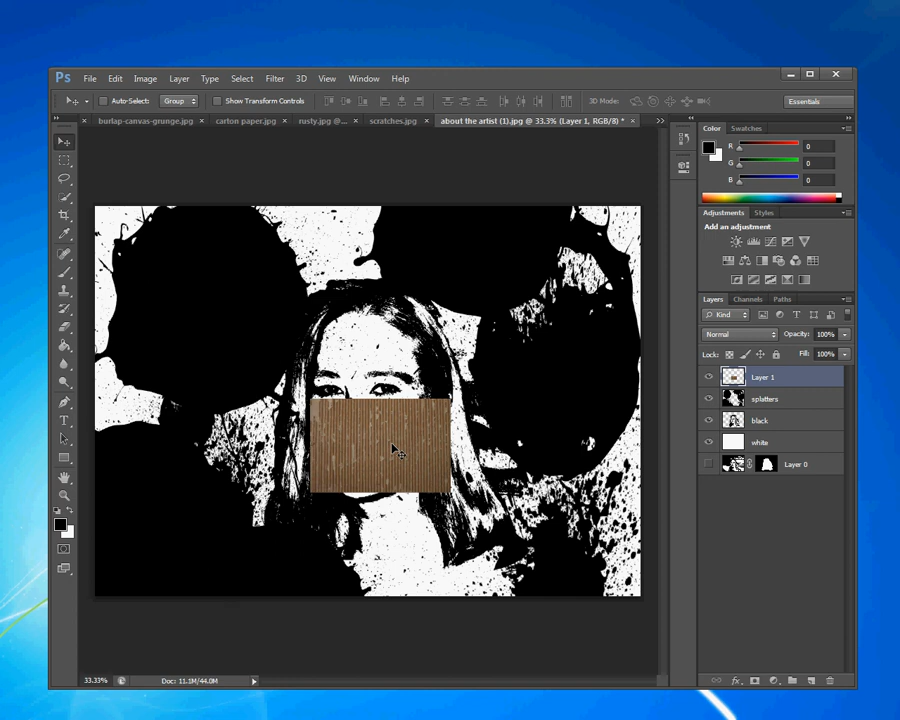 Ps File Edit Image Layer Type Select Filter 3D View Window Help
Auto-Select: Group Show Transform Controls 3D Mode: Essentials
burlap-canvas-grunge.jpg × carton paper.jpg × rusty.jpg @... × scratches.jpg × about the artist (1).jpg @ 33.3% (Layer 1, RGB/8) * ×
Color Swatches
R 0
G 0
B 0
Adjustments Styles
Add an adjustment
Layers Channels Paths
Kind
Normal Opacity: 100%
Lock: Fill: 100%
Layer 1
splatters
black
white
Layer 0
33.33% Doc: 11.1M/44.0M